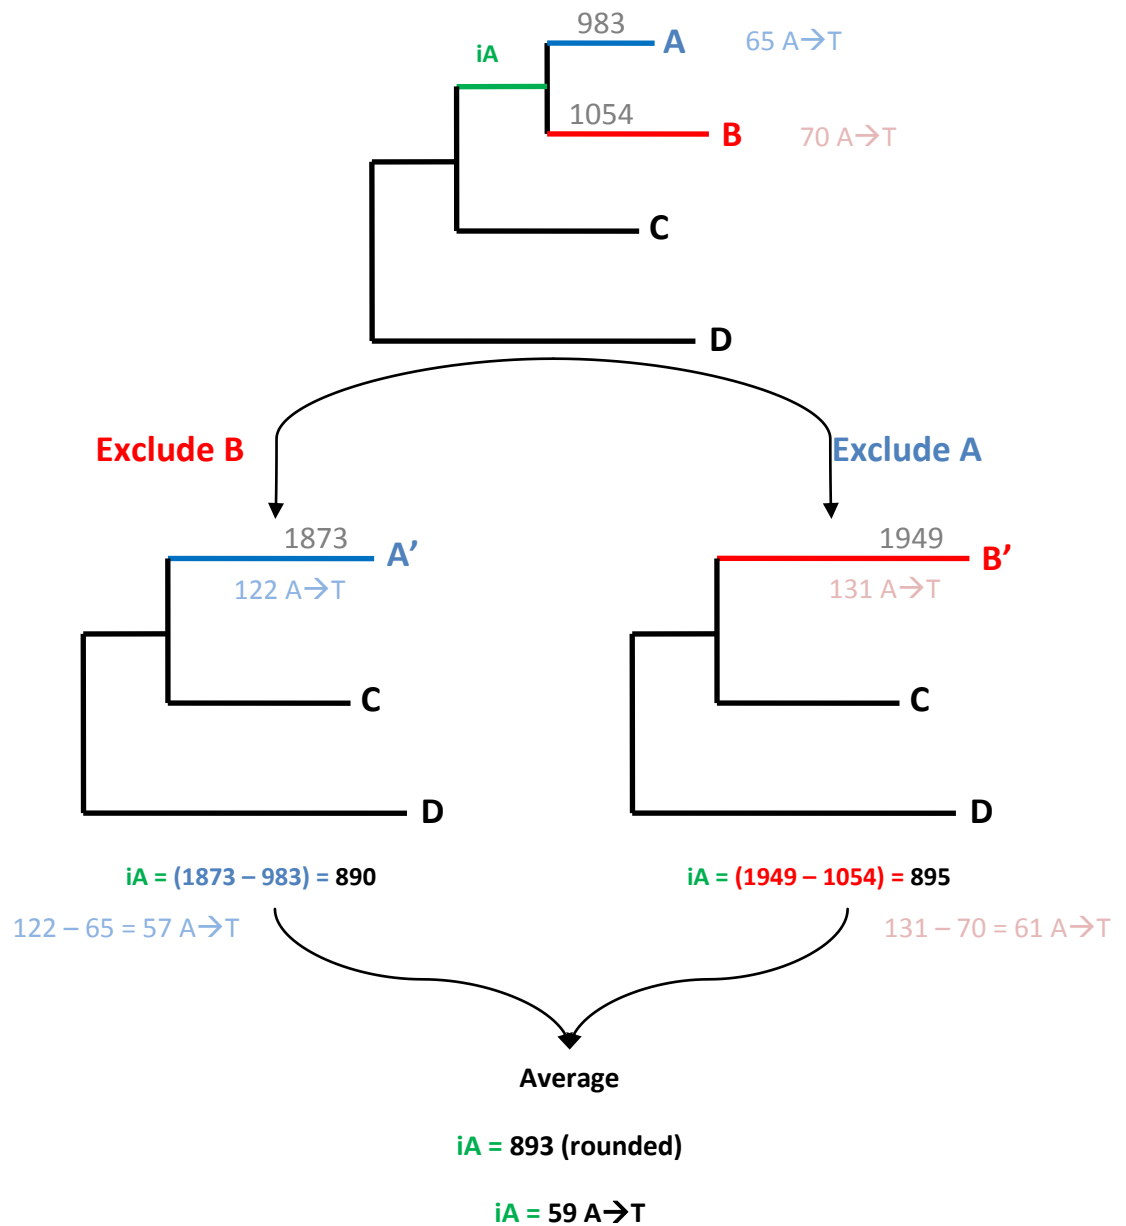 983
A
65 A→T
iA
1054
B
70 A→T
C
D
Exclude B
Exclude A
1873
A’
122 A→T
1949
B’
131 A→T
C
C
D
D
iA = (1873 – 983) = 890
iA = (1949 – 1054) = 895
122 – 65 = 57 A→T
131 – 70 = 61 A→T
Average
iA = 893 (rounded)
iA = 59 A→T